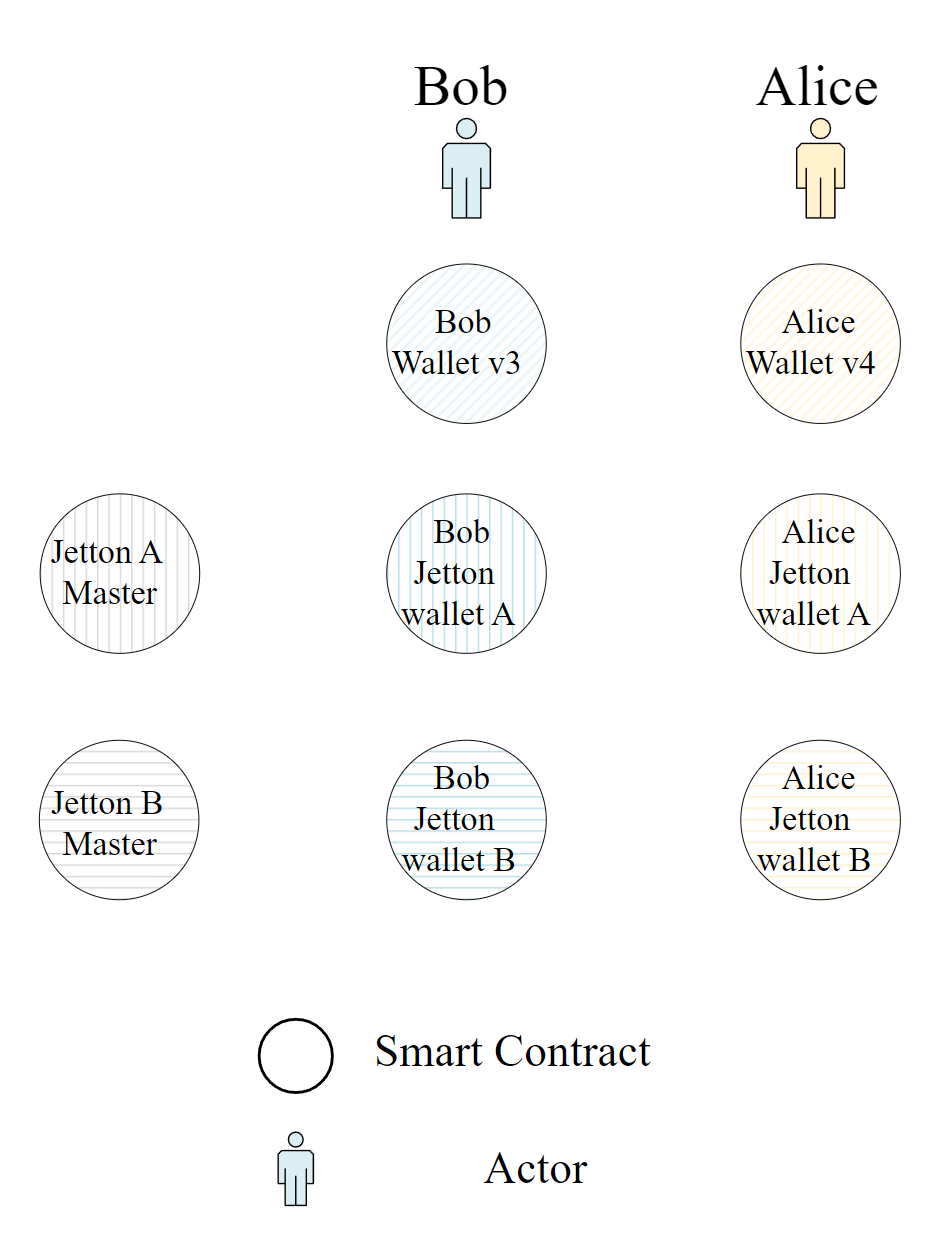 Bob
Alice
Bob
Wallet v3
Alice
Wallet v4
Jetton A
Master
Bob
Jetton
wallet A
Alice
Jetton
wallet A
Jetton B
Master
Bob
Jetton
wallet B
Alice
Jetton
wallet B
Smart Contract
Actor